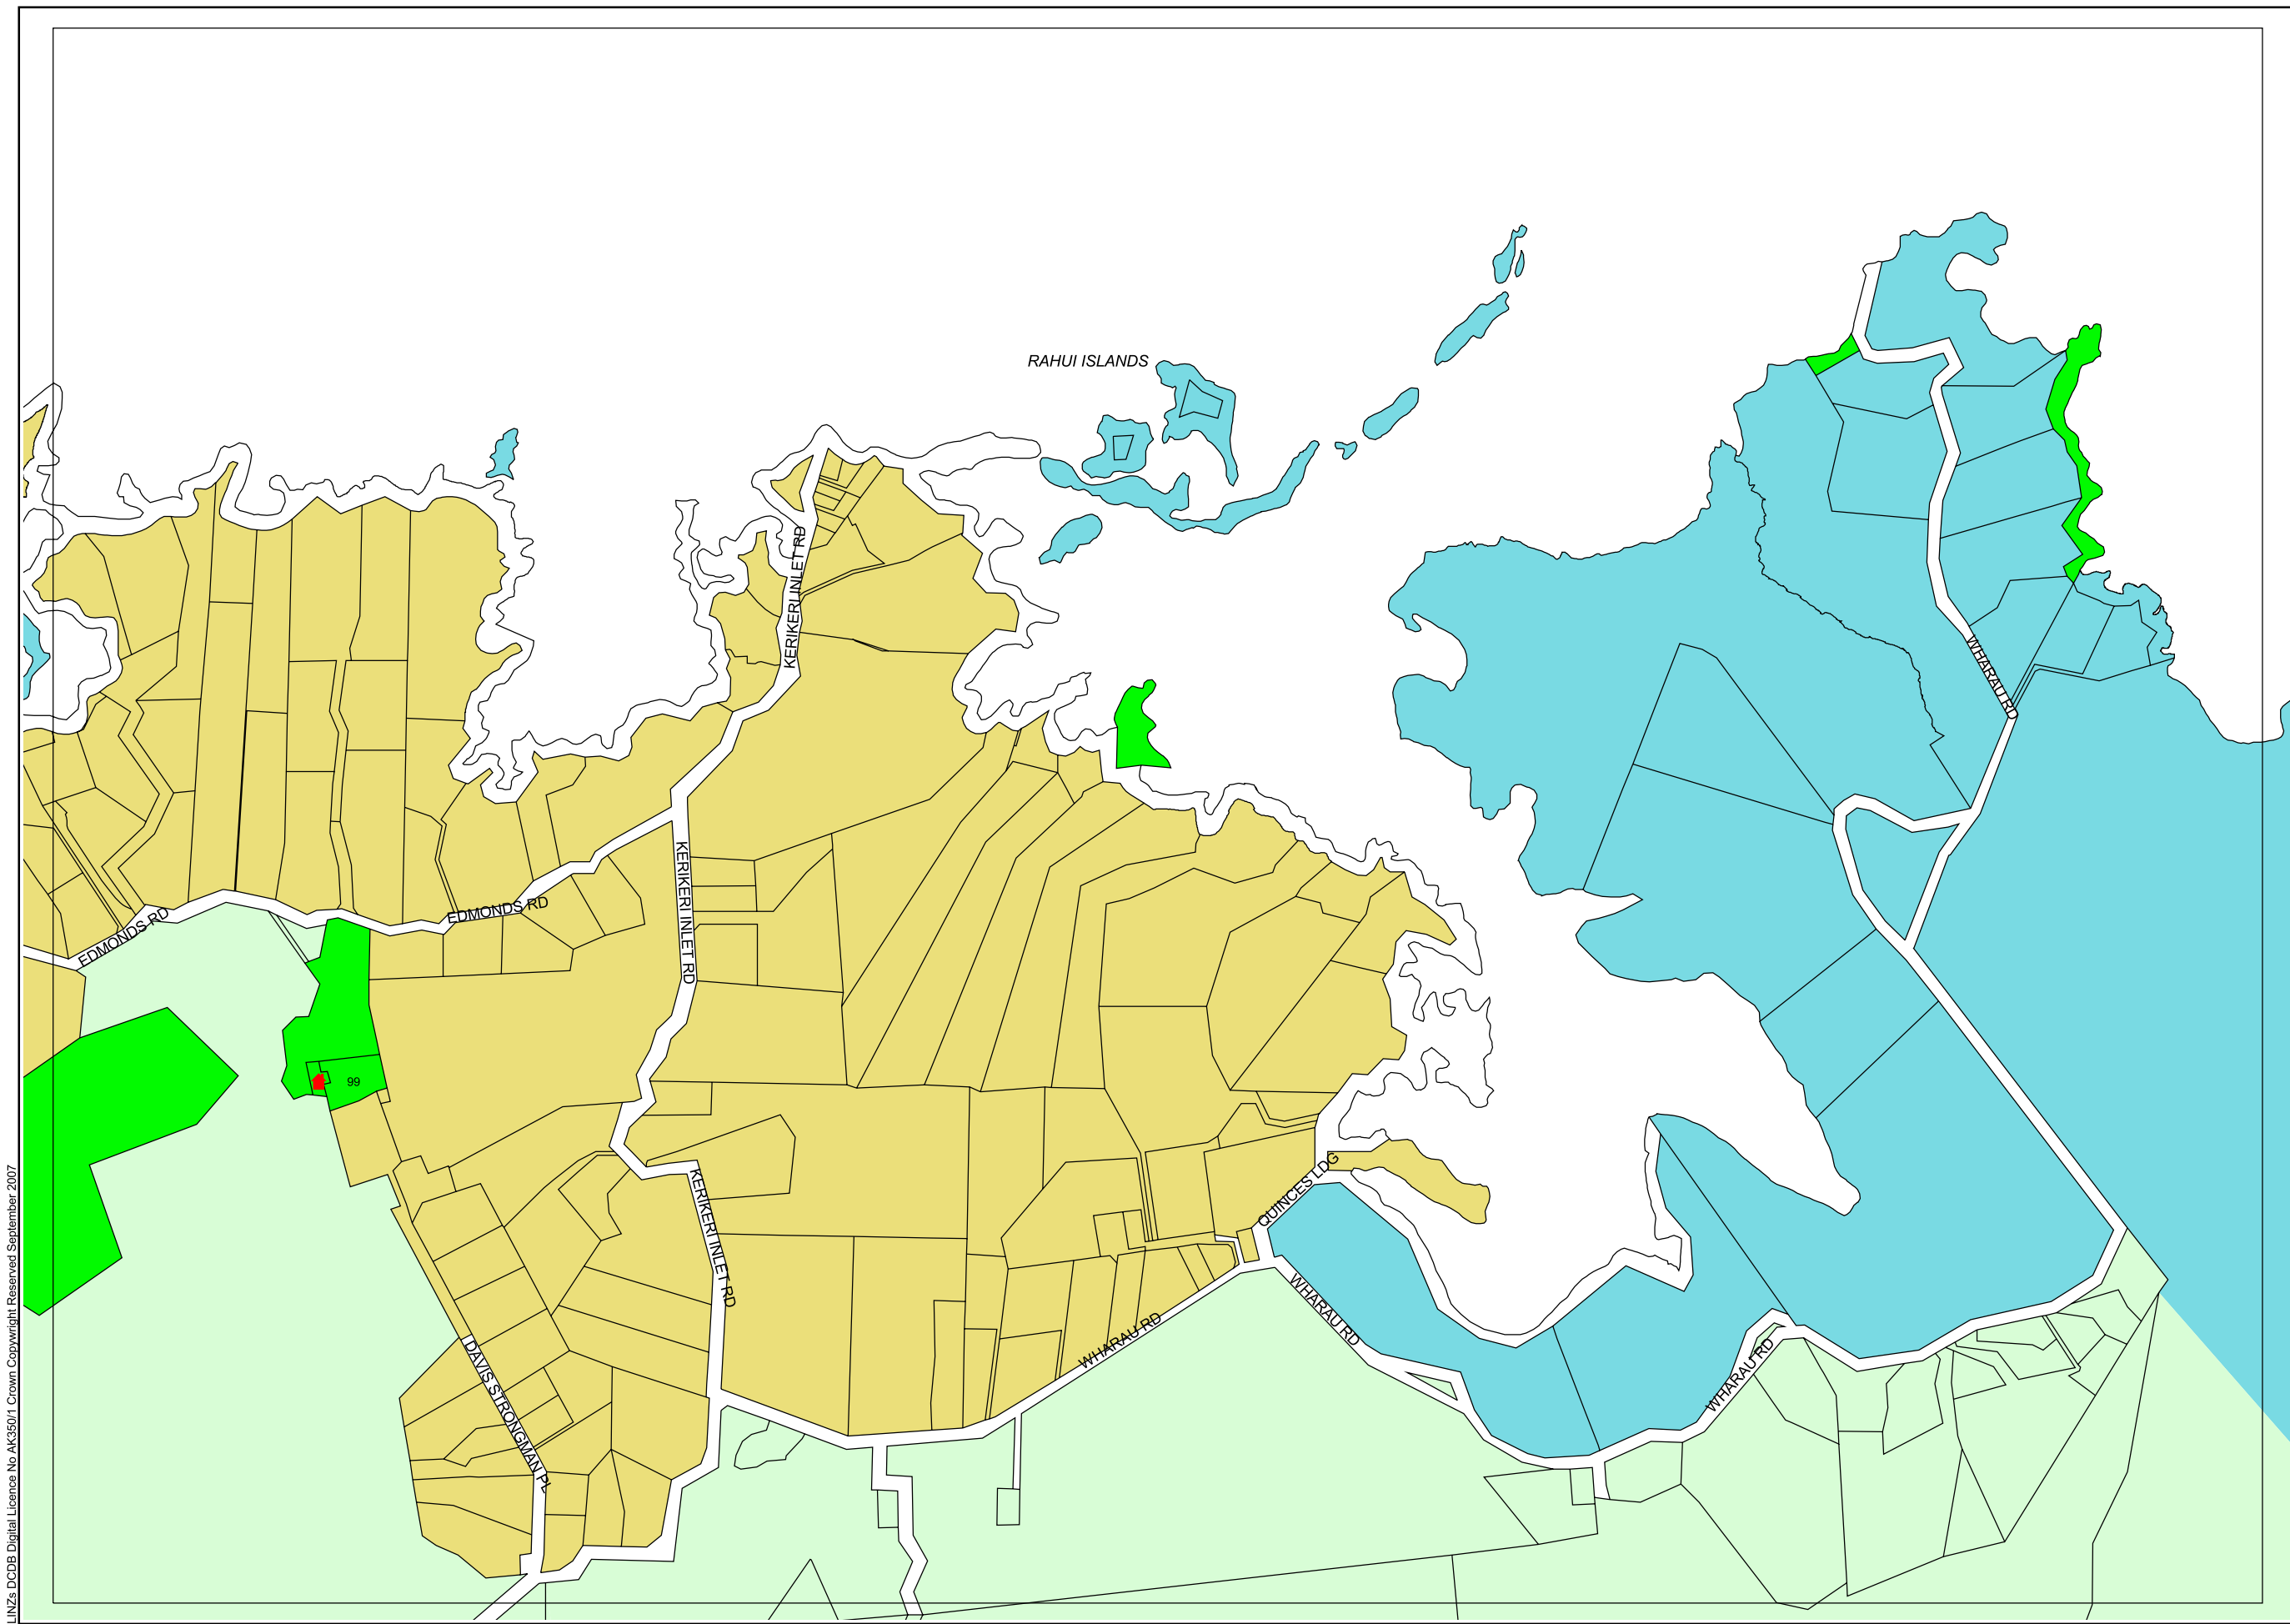 RAHUI ISLANDS
KERIKERI INLET RD
WHARAU RD
KERIKERI INLET RD
EDMONDS RD
EDMONDS RD
99
KERIKERI INLET RD
QUINCES LDG
WHARAU RD
WHARAU RD
WHARAU RD
DAVIS STRONGMAN PL
LINZs DCDB Digital Licence No AK350/1 Crown Copywright Reserved September 2007